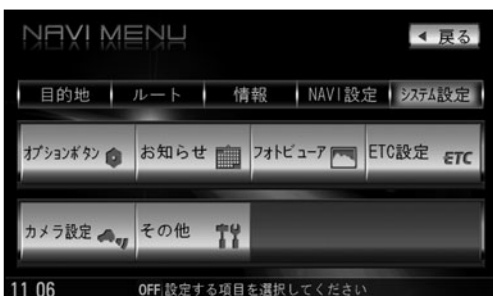 NAVI MENU
戻る
目的地 ルート 情報 NAVI設定 システム設定
オプションボタン お知らせ フォトビューア ETC設定 ETC
カメラ設定 その他
11 06 OFF 設定する項目を選択してください